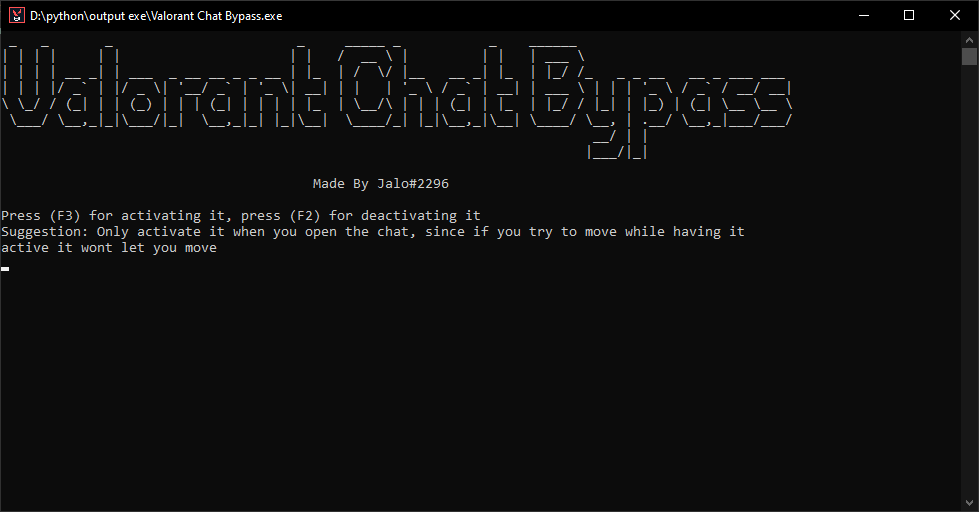 D:\python\output exe\Valorant Chat Bypass.exe
Valorant Chat Bypass
Made By Jalo#2296
Press (F3) for activating it, press (F2) for deactivating it
Suggestion: Only activate it when you open the chat, since if you try to move while having it
active it wont let you move